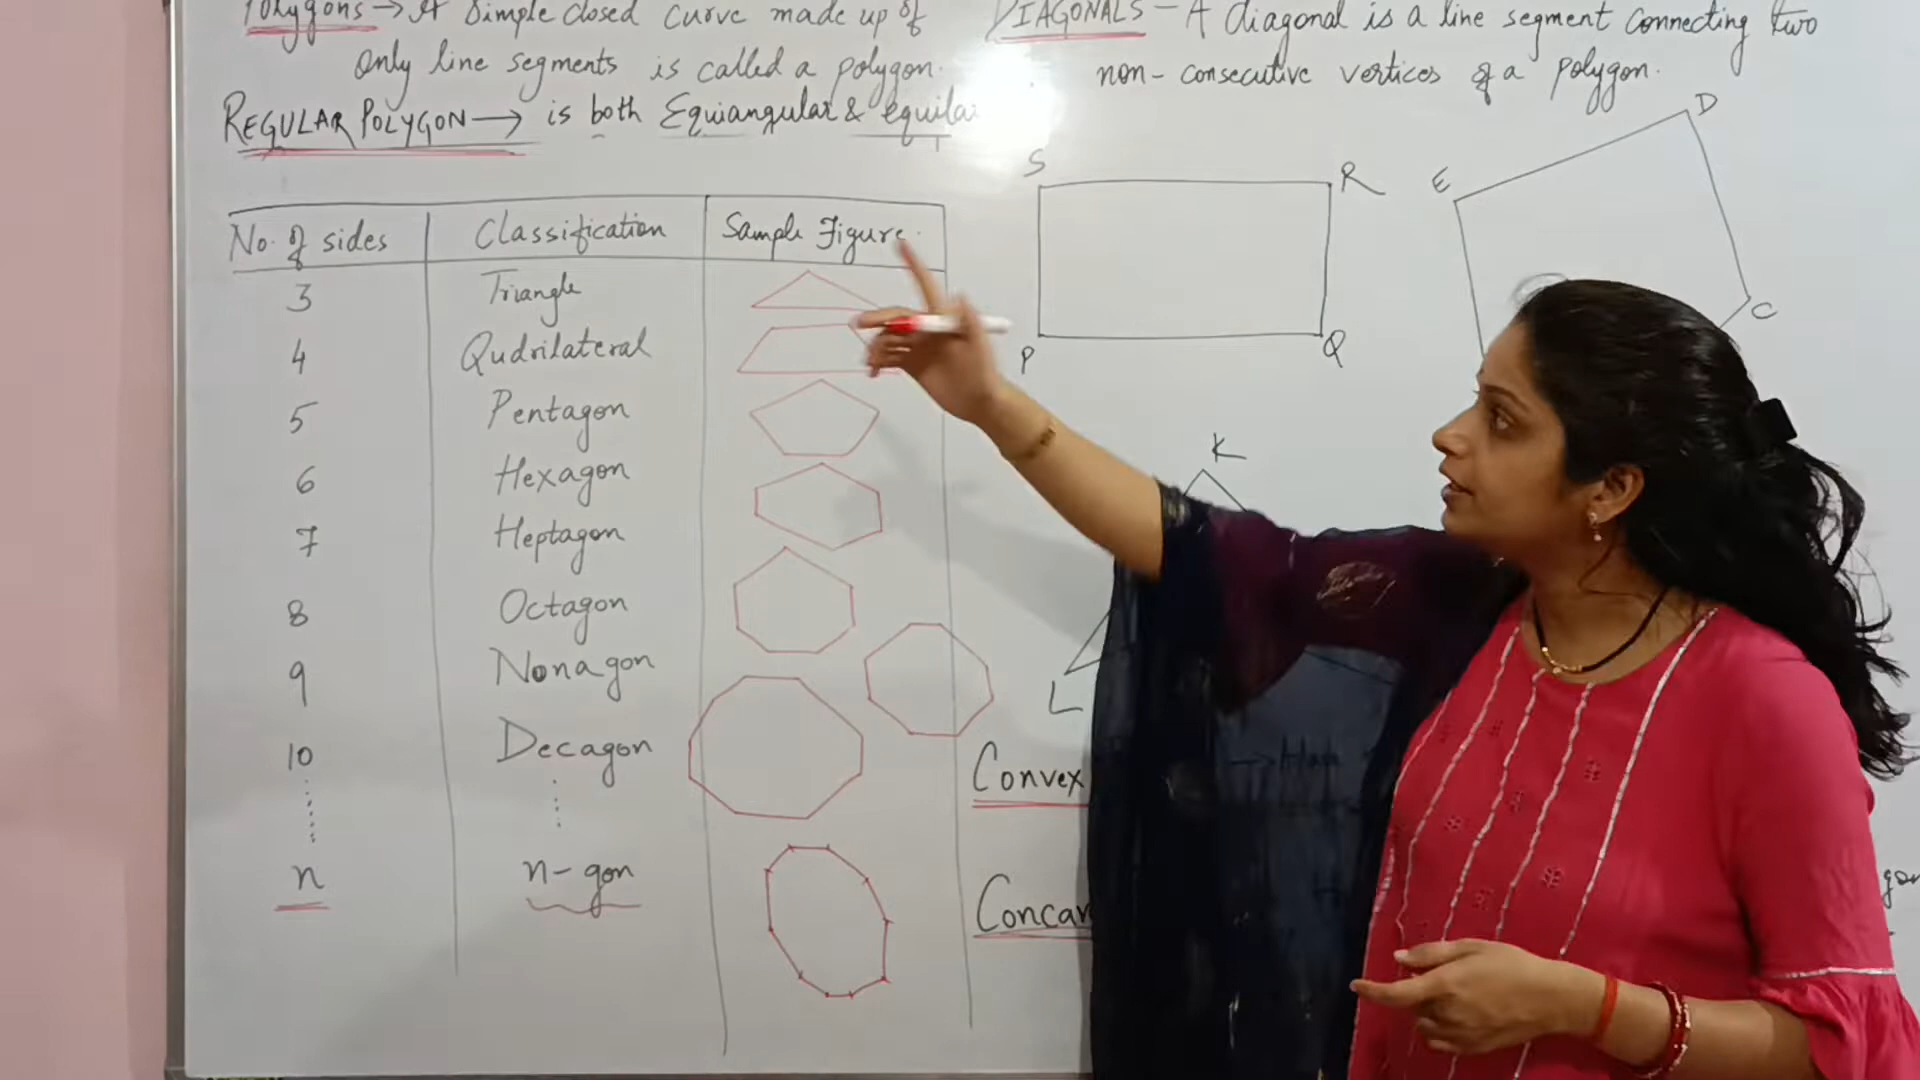 Polygons → A Simple closed curve made up of
only line segments is called a polygon.
REGULAR POLYGON → is both Equiangular &
No. of sides Classification Sample Figure.
3 Triangle
4 Qudrilateral
5 Pentagon
6 Hexagon
7 Heptagon
8 Octagon
9 Nonagon
10 Decagon
n n-gon
DIAGONALS - A diagonal is a line segment connecting two
non-consecutive vertices of a polygon.
S R
P Q
E D
C
K
L
Convex